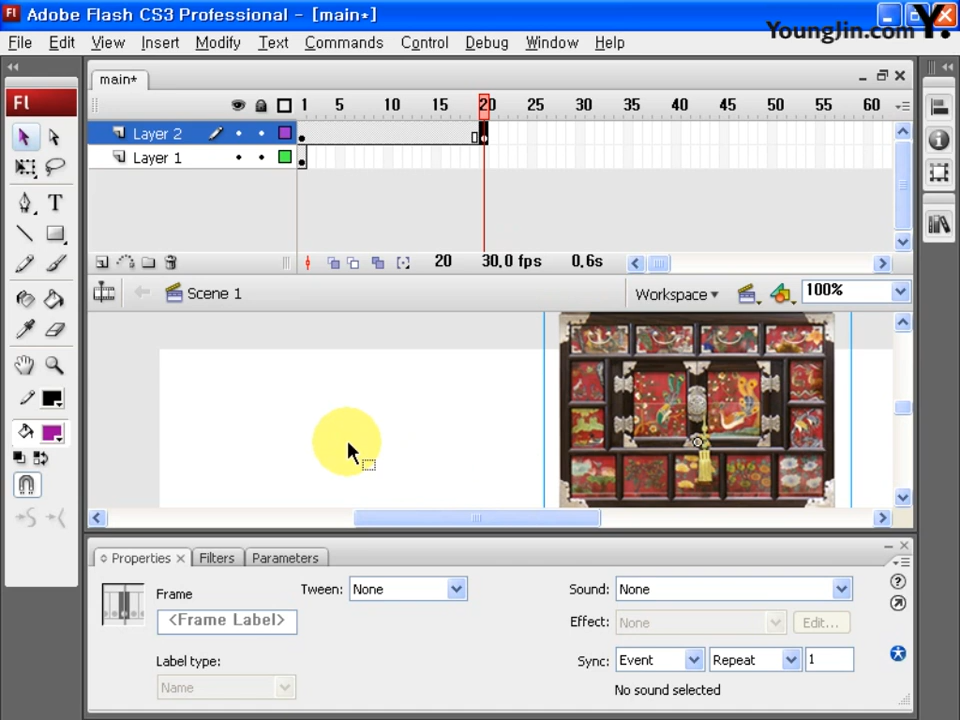 Adobe Flash CS3 Professional - [main*]
YoungJin.com Y.
File Edit View Insert Modify Text Commands Control Debug Window Help
main*
Fl
1 5 10 15 20 25 30 35 40 45 50 55 60
Layer 2
Layer 1
20 30.0 fps 0.6s
Scene 1 Workspace 100%
Properties Filters Parameters
Frame Tween: None Sound: None
<Frame Label> Effect: None Edit...
Label type: Sync: Event Repeat 1
Name No sound selected